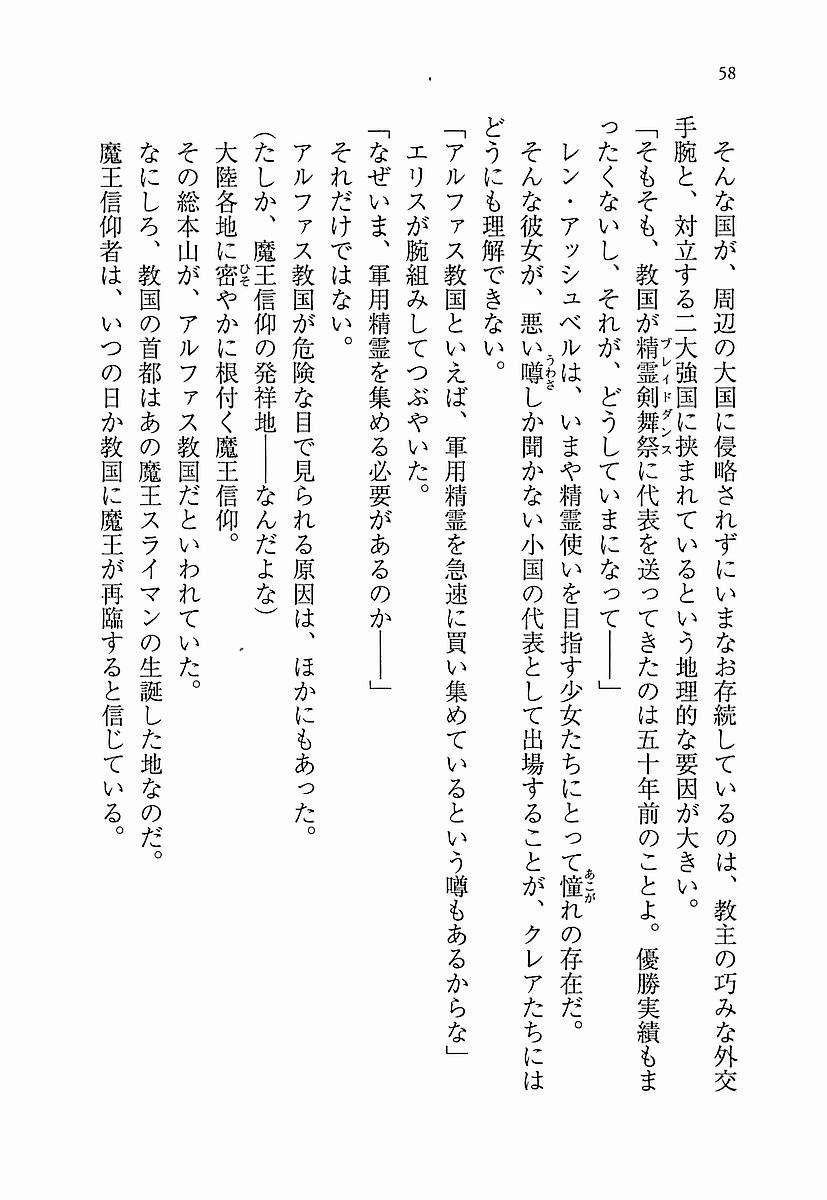 58
そんな国が、周辺の大国に侵略されずにいまなお存続しているのは、教主の巧みな外交
手腕と、対立する二大強国に挟まれているという地理的な要因が大きい。
「そもそも、教国が精霊剣舞祭に代表を送ってきたのは五十年前のことよ。優勝実績もま
ブレイドダンス
ったくないし、それが、どうしていまになって――」
レン・アッシュベルは、いまや精霊使いを目指す少女たちにとって憧れの存在だ。
あこが
そんな彼女が、悪い噂しか聞かない小国の代表として出場することが、クレアたちには
うわさ
どうにも理解できない。
「アルファス教国といえば、軍用精霊を急速に買い集めているという噂もあるからな」
エリスが腕組みしてつぶやいた。
「なぜいま、軍用精霊を集める必要があるのか――」
それだけではない。
アルファス教国が危険な目で見られる原因は、ほかにもあった。
(たしか、魔王信仰の発祥地――なんだよな)
大陸各地に密やかに根付く魔王信仰。
ひそ
その総本山が、アルファス教国だといわれていた。
なにしろ、教国の首都はあの魔王スライマンの生誕した地なのだ。
魔王信仰者は、いつの日か教国に魔王が再臨すると信じている。